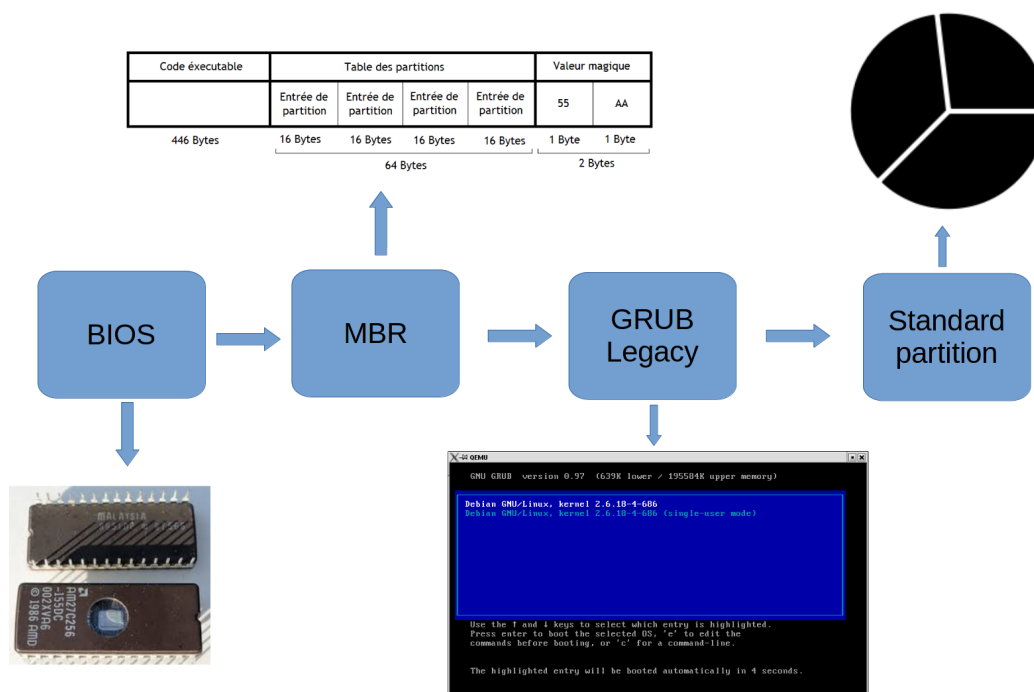 Code éxecutable Table des partitions Valeur magique
Entrée de partition Entrée de partition Entrée de partition Entrée de partition 55 AA
446 Bytes 16 Bytes 16 Bytes 16 Bytes 16 Bytes 1 Byte 1 Byte
64 Bytes 2 Bytes
BIOS
MBR
GRUB
Legacy
Standard
partition
MALAYSIA
AM27C256
-155DC
002XVA6
© 1986 AMD
QEMU
GNU GRUB version 0.97 (639K lower / 195584K upper memory)
Debian GNU/Linux, kernel 2.6.18-4-686
Debian GNU/Linux, kernel 2.6.18-4-686 (single-user mode)
Use the ↑ and ↓ keys to select which entry is highlighted.
Press enter to boot the selected OS, 'e' to edit the
commands before booting, or 'c' for a command-line.
The highlighted entry will be booted automatically in 4 seconds.